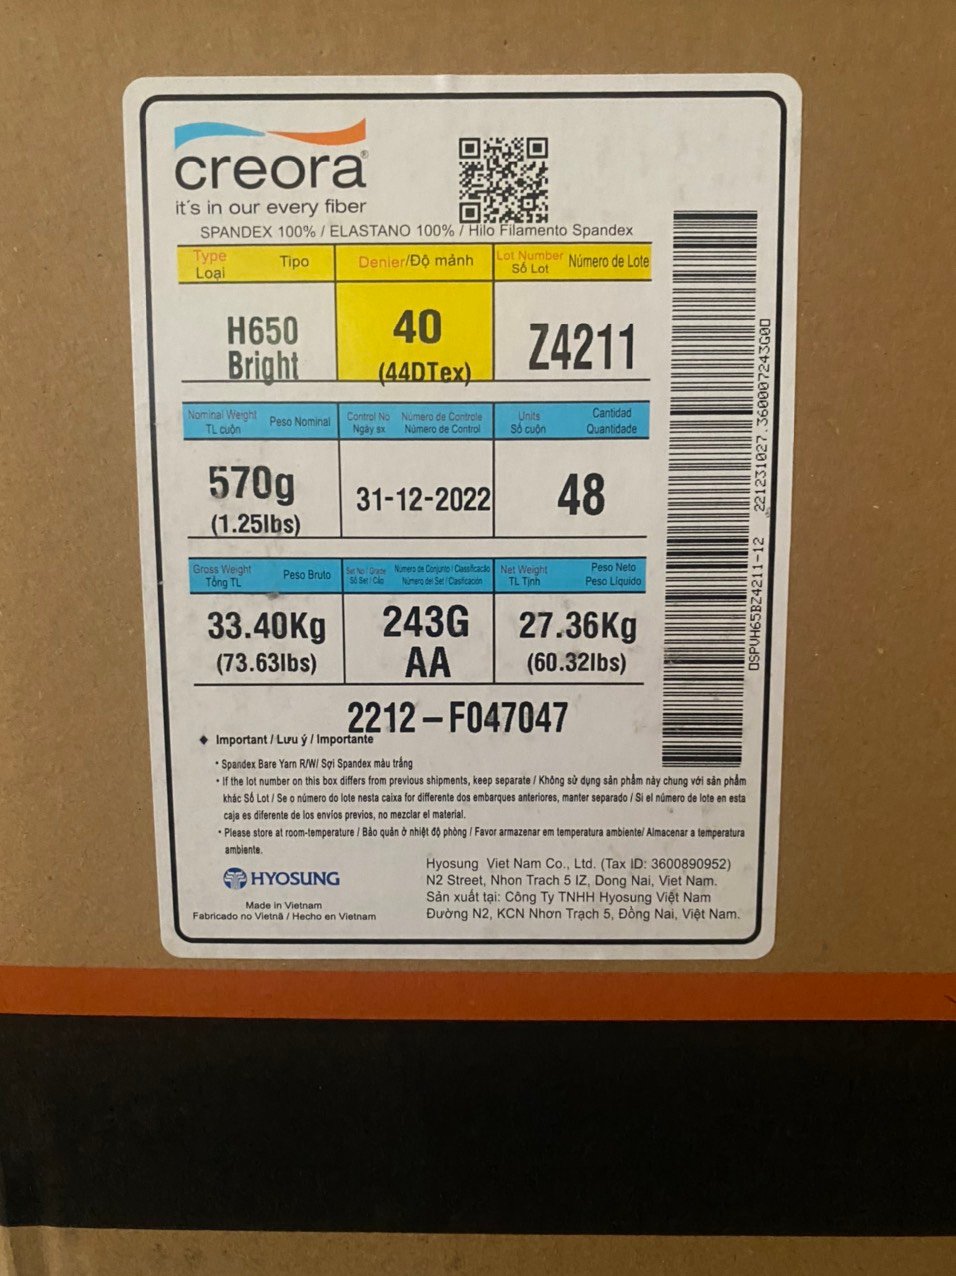 creora®
it's in our every fiber
SPANDEX 100% / ELASTANO 100% / Hilo Filamento Spandex
Type Tipo
Loại
Denier/Độ mảnh
Lot Number Número de Lote
Số Lot
H650
Bright
40
(44DTex)
Z4211
Nominal Weight Peso Nominal
TL cuộn
Control No Número de Controle
Ngày sx Número de Control
Units Cantidad
Số cuộn Quantidade
570g
(1.25lbs)
31-12-2022
48
Gross Weight Peso Bruto
Tổng TL
Set No / Grade Número de Conjunto / Classificacão
Số Set / Cấp Número del Set / Clasificación
Net Weight Peso Neto
TL Tịnh Peso Líquido
33.40Kg
(73.63lbs)
243G
AA
27.36Kg
(60.32lbs)
2212-F047047
◆ Important / Lưu ý / Importante
• Spandex Bare Yarn R/W/ Sợi Spandex màu trắng
• If the lot number on this box differs from previous shipments, keep separate / Không sử dụng sản phẩm này chung với sản phẩm
khác Số Lot / Se o número do lote nesta caixa for differente dos embarques anteriores, manter separado / Si el número de lote en esta
caja es diferente de los envíos previos, no mezclar el material.
• Please store at room-temperature / Bảo quản ở nhiệt độ phòng / Favor armazenar em temperatura ambiente/ Almacenar a temperatura
ambiente.
HYOSUNG
Made in Vietnam
Fabricado no Vietnã / Hecho en Vietnam
Hyosung Viet Nam Co., Ltd. (Tax ID: 3600890952)
N2 Street, Nhon Trach 5 IZ, Dong Nai, Viet Nam.
Sản xuất tại: Công Ty TNHH Hyosung Việt Nam
Đường N2, KCN Nhơn Trạch 5, Đồng Nai, Việt Nam.
OSPVH65BZ4211-12 221231027.360007243G00